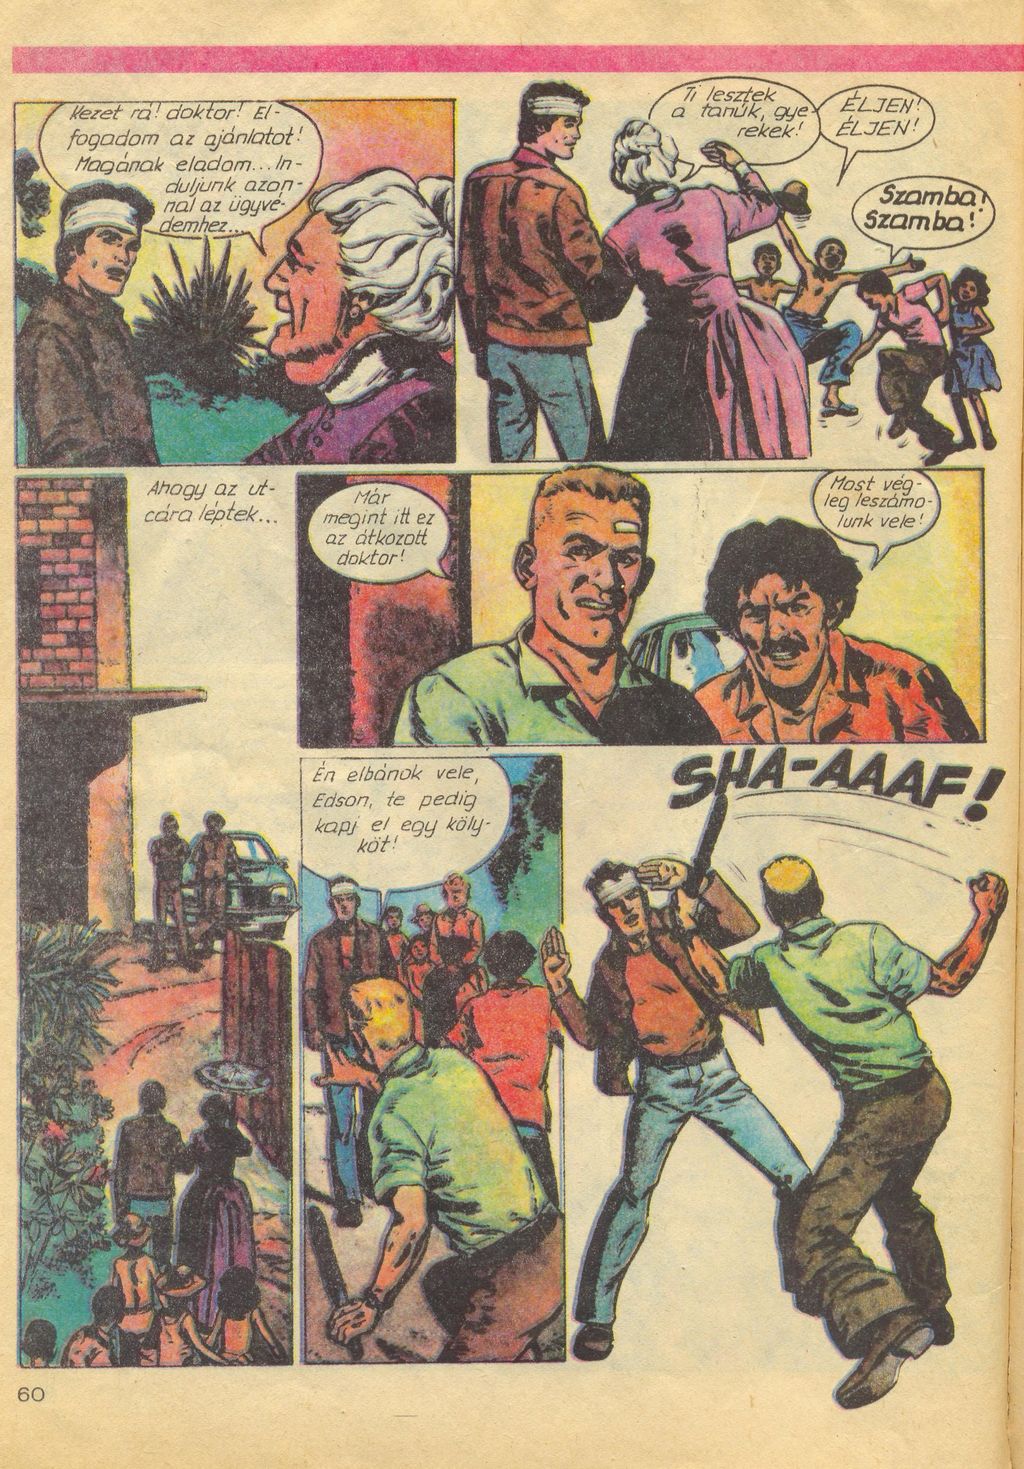 Kezet rá! doktor! El-
fogadom az ajánlatot!
Magának eladom... In-
duljunk azon-
nal az ügyvé-
demhez...
Ti lesztek
a tanúk, gye-
rekek!
ÉLJEN!
ÉLJEN!
Szamba!
Szamba!
Ahogy az ut-
cára léptek...
Már
megint itt ez
az átkozott
doktor!
Most vég-
leg leszámo-
lunk vele!
Én elbánok vele,
Edson, te pedig
kapj el egy köly-
köt!
SHA-AAAF!
60